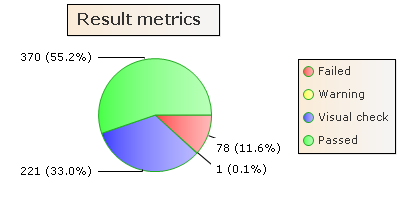 Result metrics
370 (55.2%)
Failed
Warning
Visual check
Passed
78 (11.6%)
1 (0.1%)
221 (33.0%)